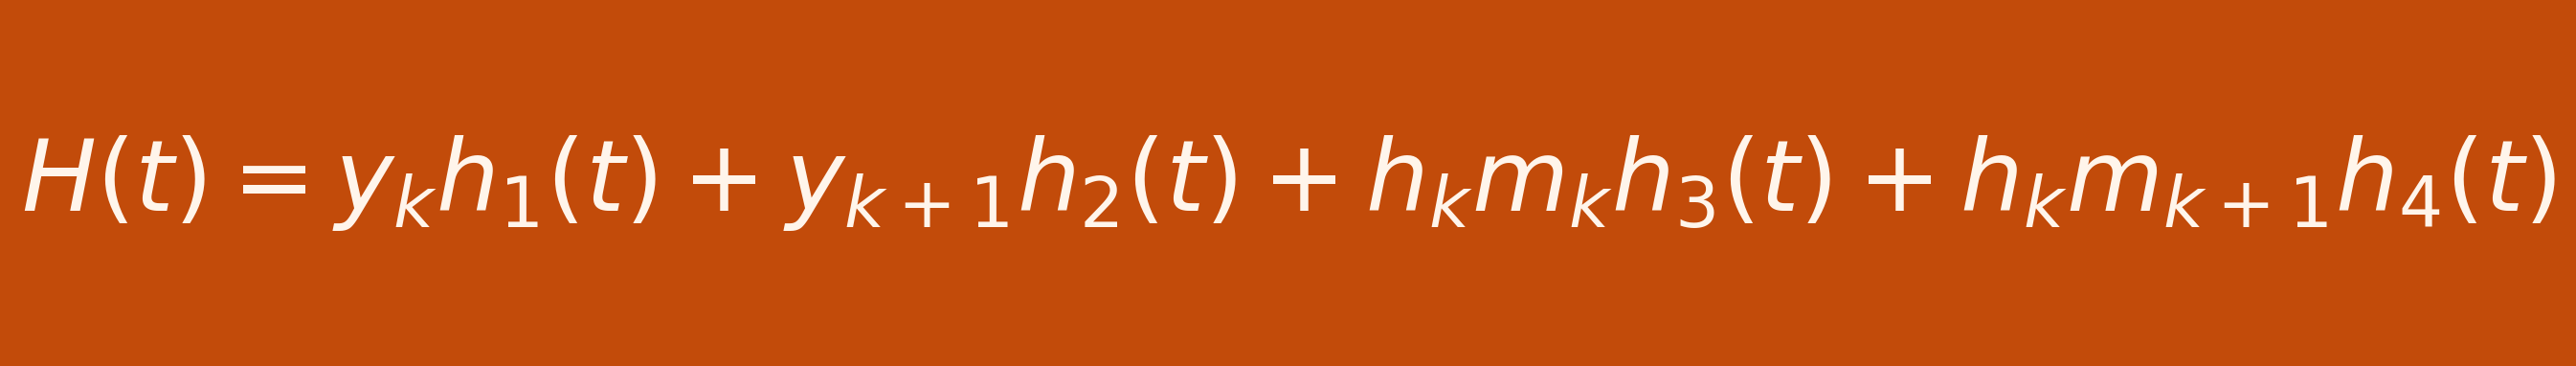 H(t) = y_k h_1(t) + y_{k+1} h_2(t) + h_k m_k h_3(t) + h_k m_{k+1} h_4(t)